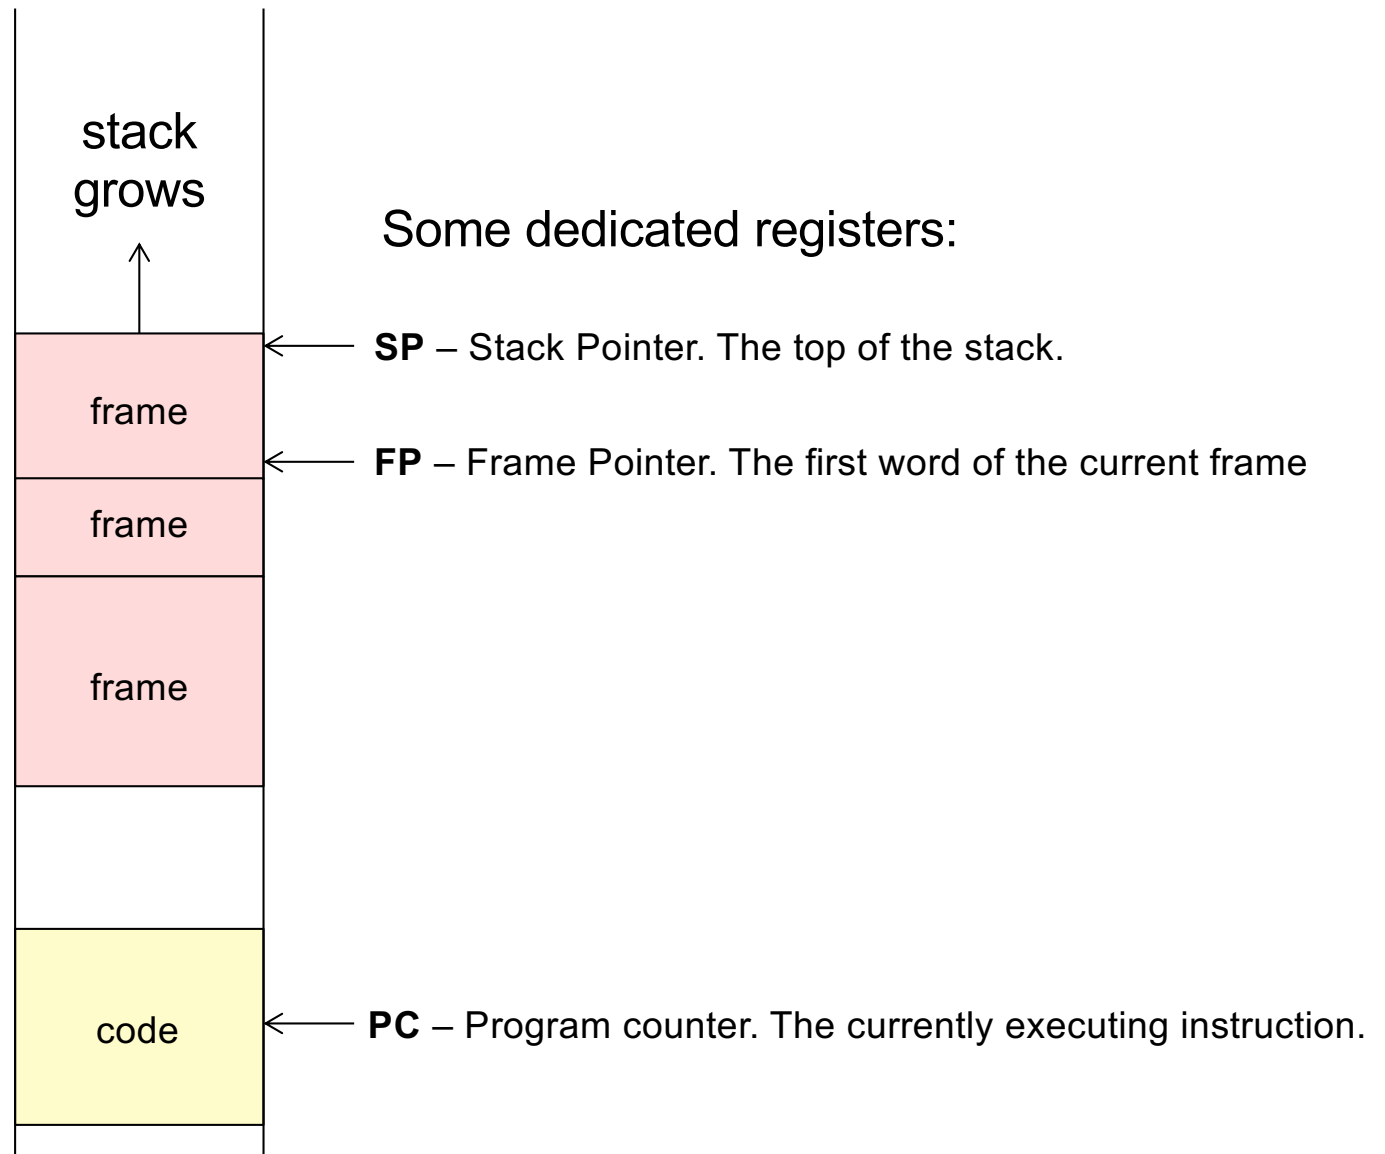 stack
grows
Some dedicated registers:
SP – Stack Pointer. The top of the stack.
frame
FP – Frame Pointer. The first word of the current frame
frame
frame
code
PC – Program counter. The currently executing instruction.